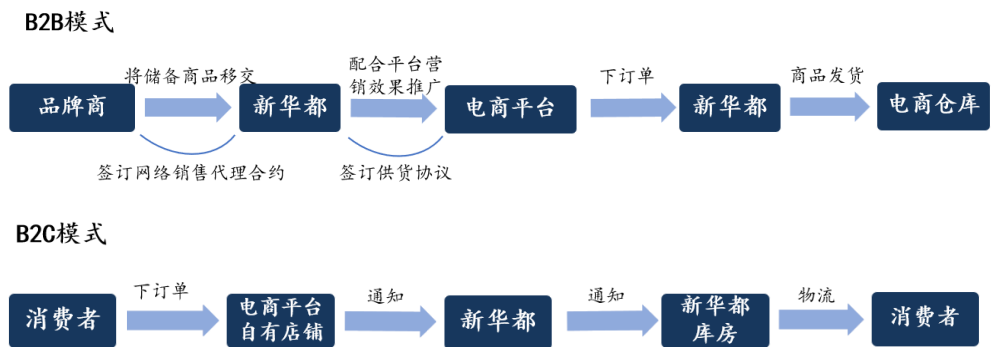 B2B模式
将储备商品移交
配合平台营
销效果推广
下订单
商品发货
品牌商
新华都
电商平台
新华都
电商仓库
签订网络销售代理合约
签订供货协议
B2C模式
下订单
通知
通知
物流
消费者
电商平台
自有店铺
新华都
新华都
库房
消费者